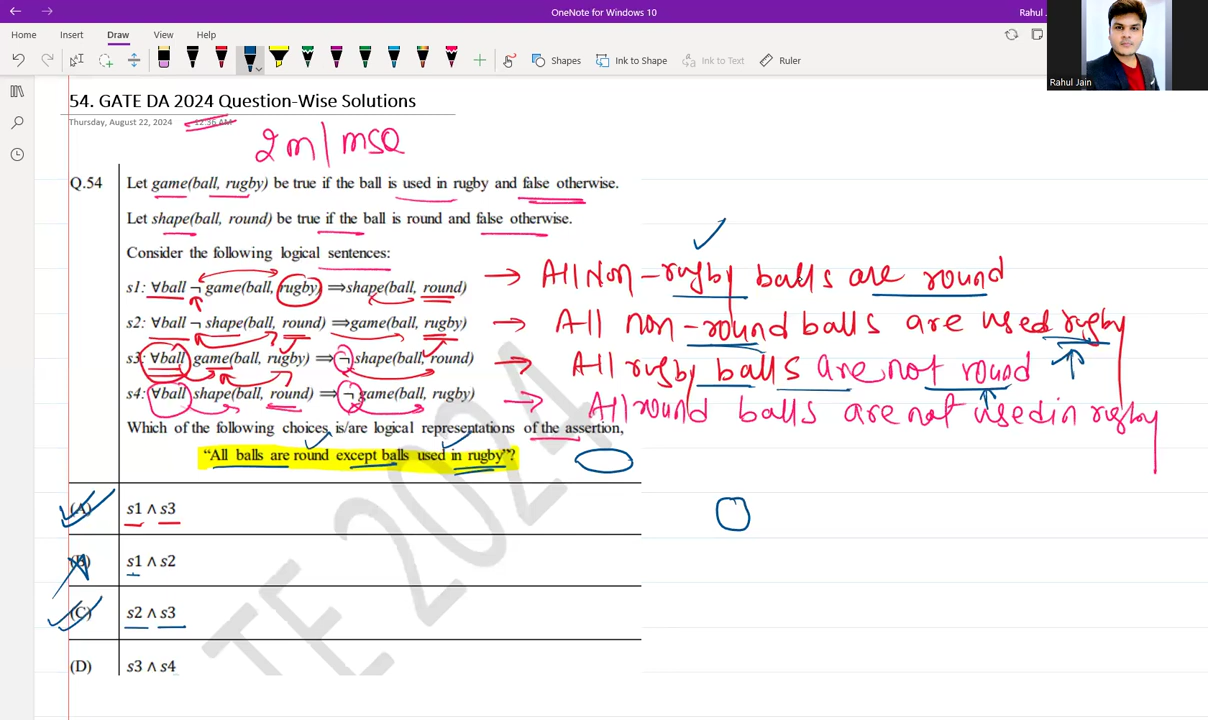 OneNote for Windows 10
Rahul J
Home Insert Draw View Help
Shapes Ink to Shape Ink to Text Ruler
Rahul Jain
54. GATE DA 2024 Question-Wise Solutions
Thursday, August 22, 2024 12:36 AM
2m | MSQ
Q.54 Let game(ball, rugby) be true if the ball is used in rugby and false otherwise.
Let shape(ball, round) be true if the ball is round and false otherwise.
Consider the following logical sentences:
s1: ∀ball ¬ game(ball, rugby) ⟹ shape(ball, round) → All Non-rugby balls are round
s2: ∀ball ¬ shape(ball, round) ⟹ game(ball, rugby) → All non-round balls are used rugby
s3: ∀ball game(ball, rugby) ⟹ ¬ shape(ball, round) → All rugby balls are not round
s4: ∀ball shape(ball, round) ⟹ ¬ game(ball, rugby) → All round balls are not used in rugby
Which of the following choices is/are logical representations of the assertion,
“All balls are round except balls used in rugby”?
(A) s1 ∧ s3
(B) s1 ∧ s2
(C) s2 ∧ s3
(D) s3 ∧ s4
TE 2024